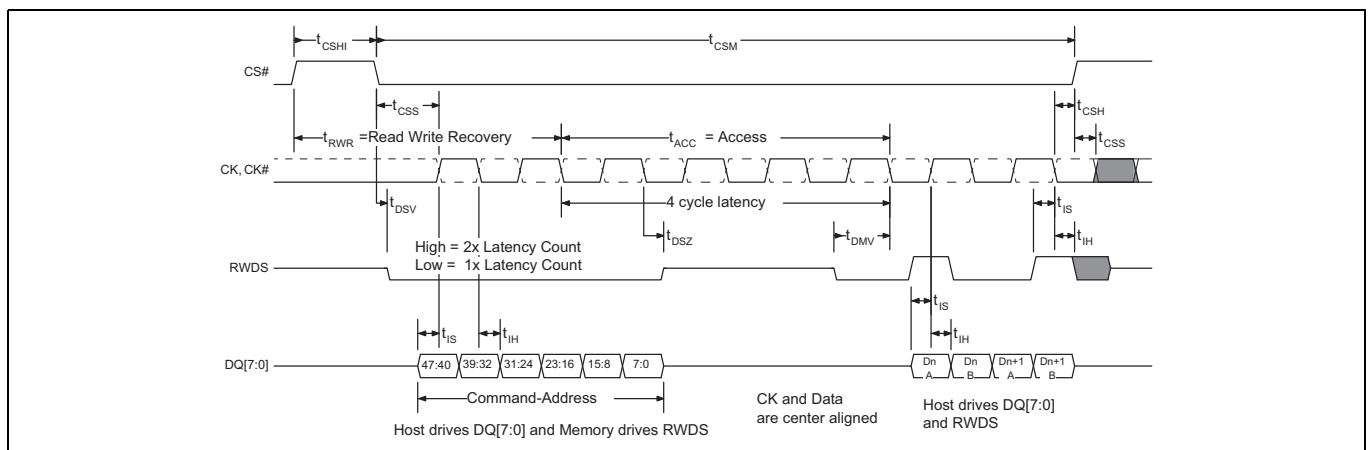 tCSHI
tCSM
CS#
tCSS
tCSH
tRWR =Read Write Recovery
tACC = Access
tCSS
CK, CK#
tDSV
4 cycle latency
tIS
tDSZ
tDMV
tIH
High = 2x Latency Count
Low = 1x Latency Count
RWDS
tIS
tIS
tIH
tIH
DQ[7:0]
47:40 39:32 31:24 23:16 15:8 7:0
Dn A Dn B Dn+1 A Dn+1 B
Command-Address
CK and Data
are center aligned
Host drives DQ[7:0]
and RWDS
Host drives DQ[7:0] and Memory drives RWDS